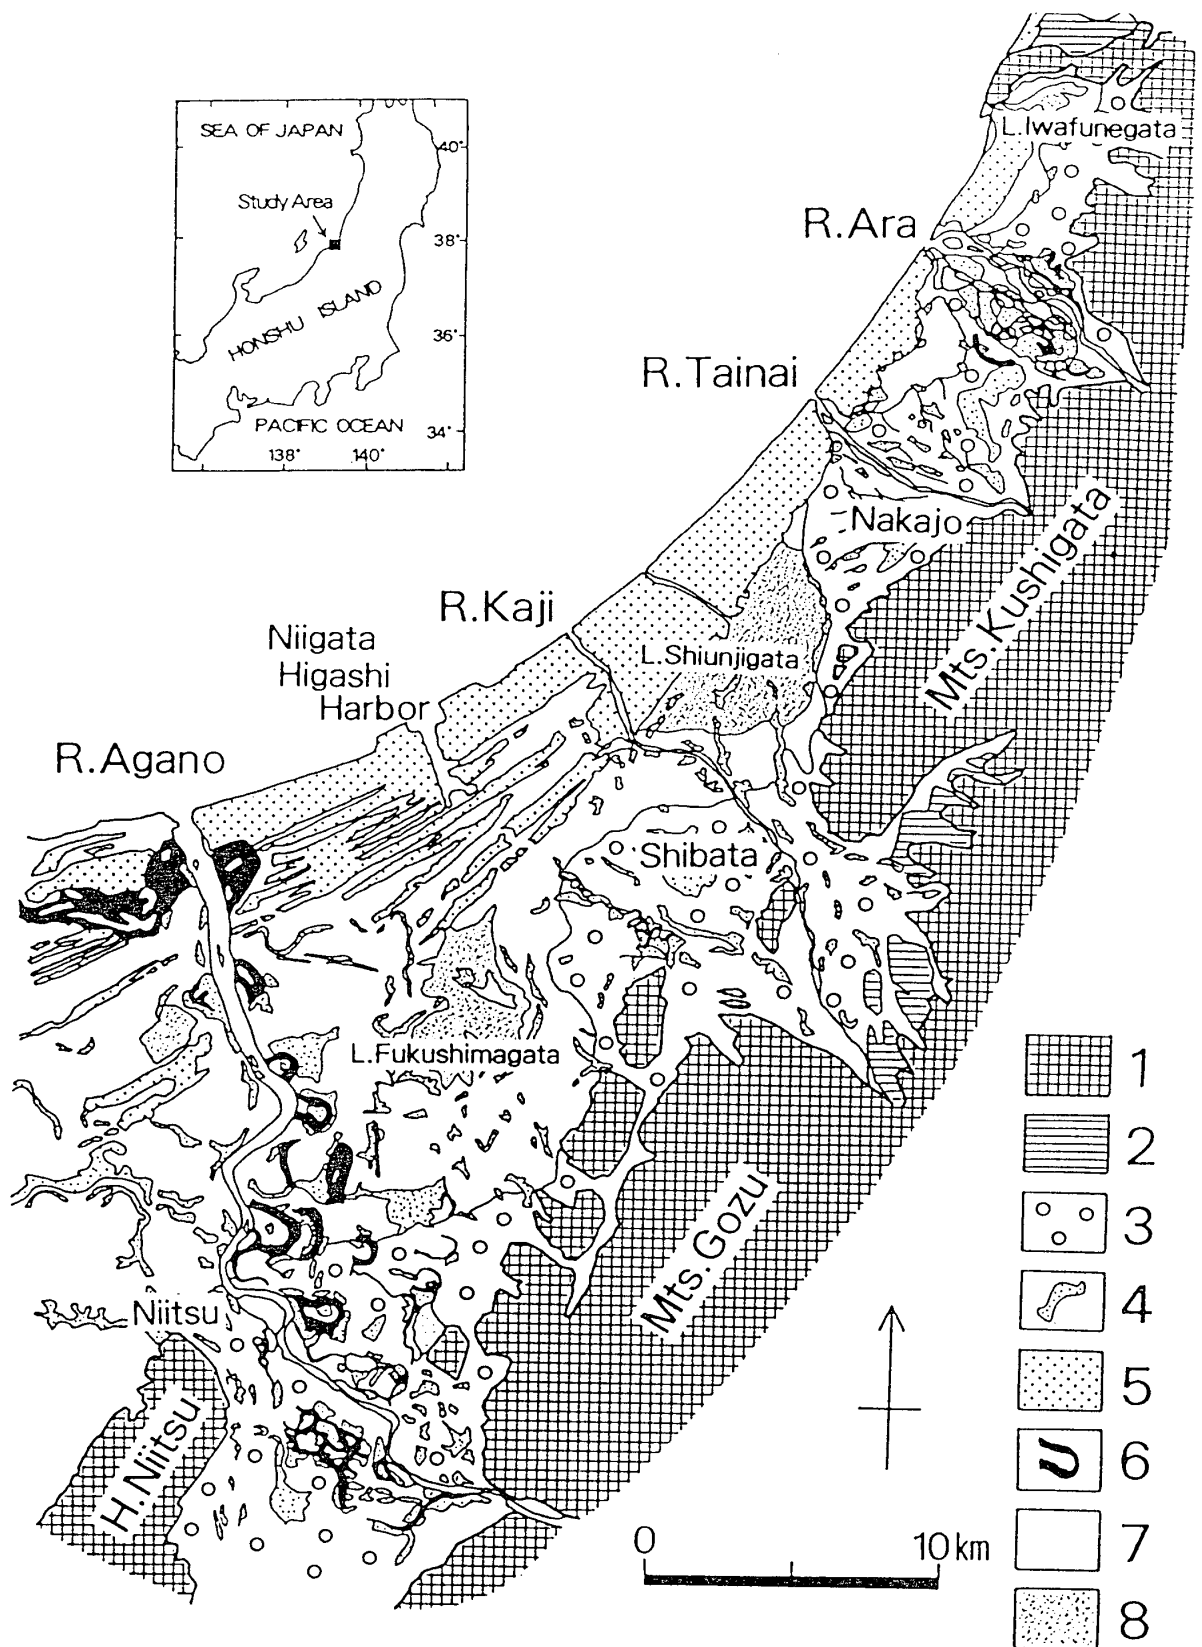 SEA OF JAPAN
40°
Study Area
38°
HONSHU ISLAND
36°
PACIFIC OCEAN
34°
138°
140°
L.Iwafunegata
R.Ara
R.Tainai
Nakajo
Mts.Kushigata
R.Kaji
Niigata
Higashi
Harbor
L.Shiunjigata
R.Agano
Shibata
L.Fukushimagata
Mts.Gozu
Niitsu
H.Niitsu
1
2
3
4
5
6
7
8
0
10 km